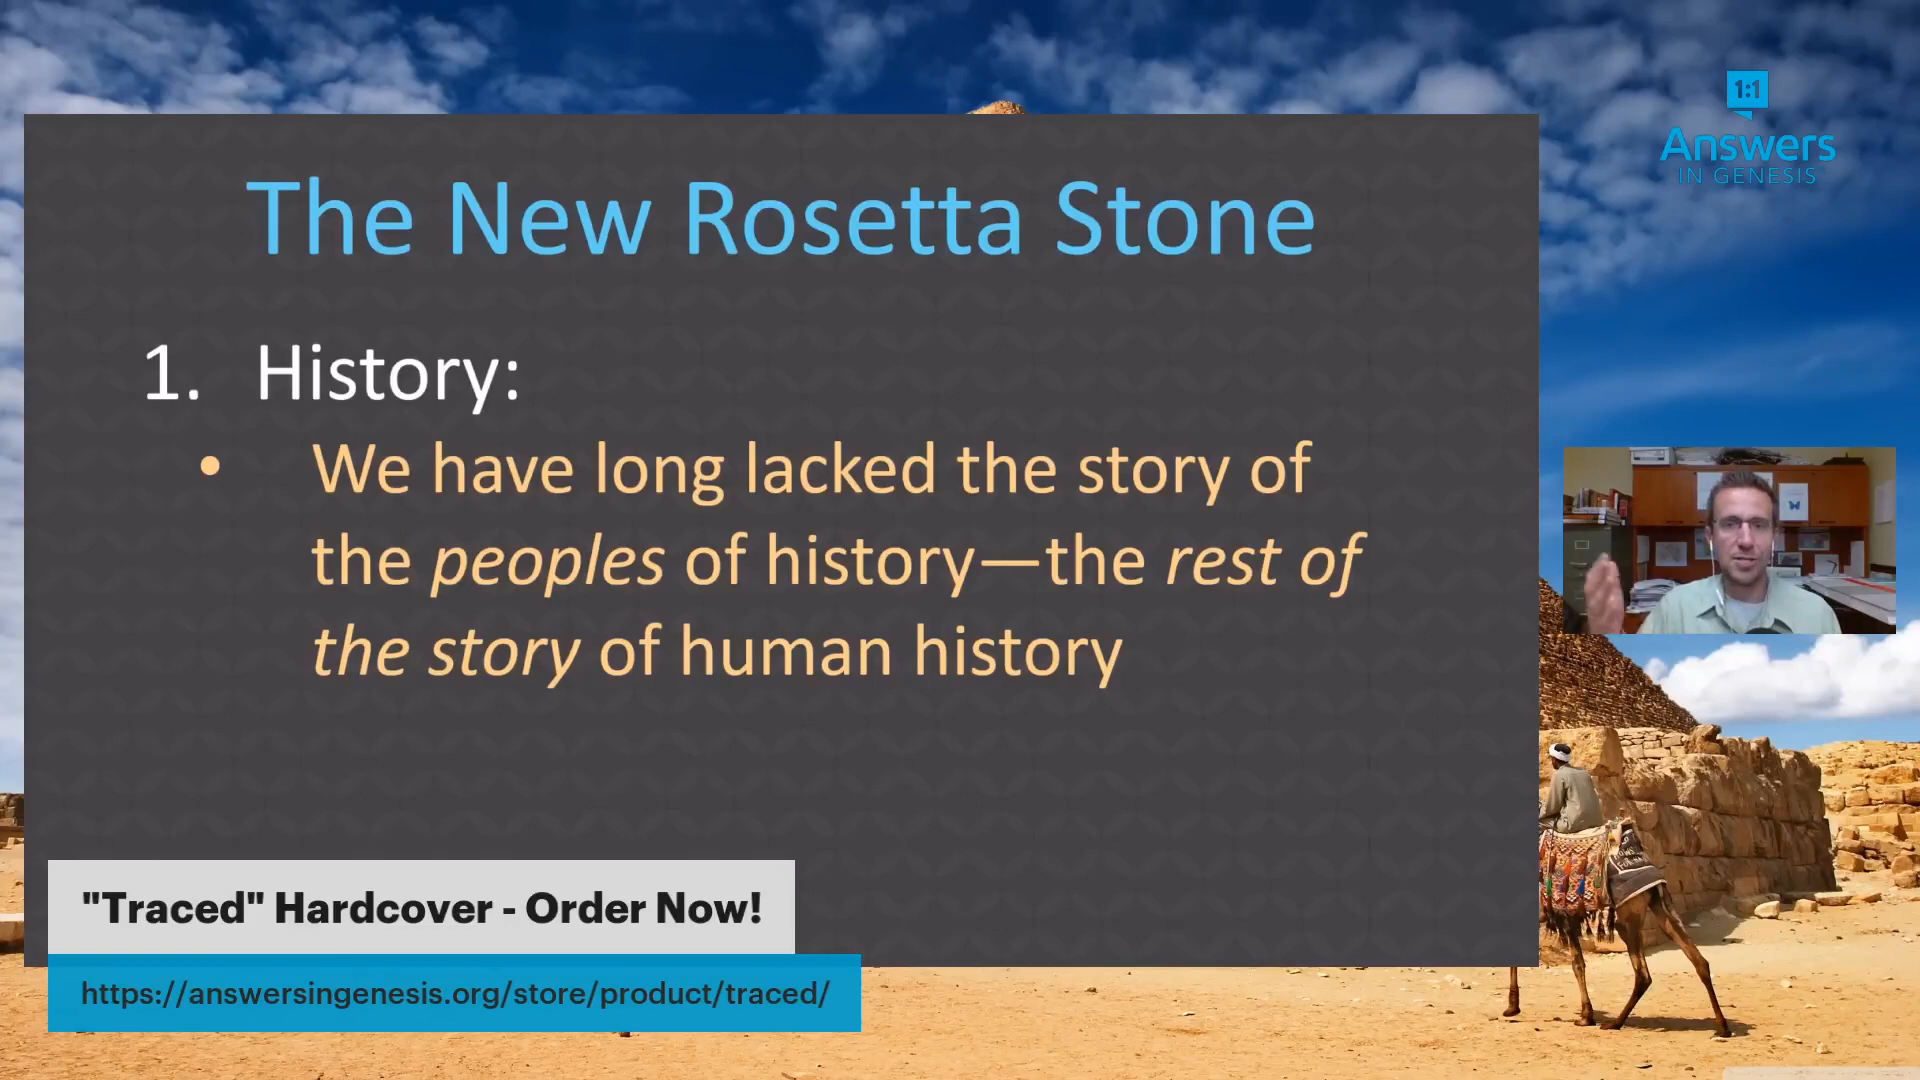 1:1
Answers
IN GENESIS
The New Rosetta Stone
1. History:
• We have long lacked the story of
the peoples of history—the rest of
the story of human history
"Traced" Hardcover - Order Now!
https://answersingenesis.org/store/product/traced/